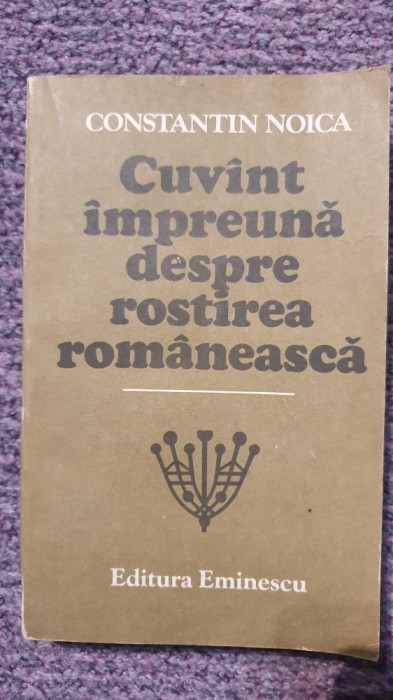 CONSTANTIN NOICA
Cuvînt
împreună
despre
rostirea
românească
Editura Eminescu